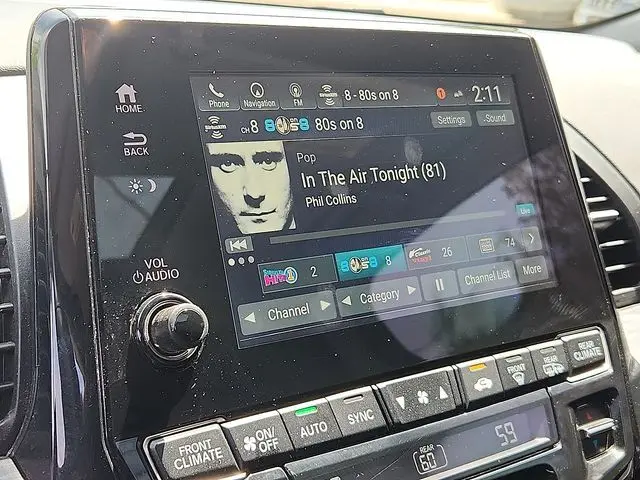 HOME
BACK
VOL
AUDIO
Phone
Navigation
FM
siriusxm
8 - 80s on 8
1
2:11
siriusxm
CH 8
80s on 8
Settings
Sound
Pop
In The Air Tonight (81)
Phil Collins
Live
2
8
26
74
Channel
Category
Channel List
More
FRONT CLIMATE
ON/
OFF
AUTO
SYNC
FRONT
REAR
REAR
CLIMATE
REAR
60
59